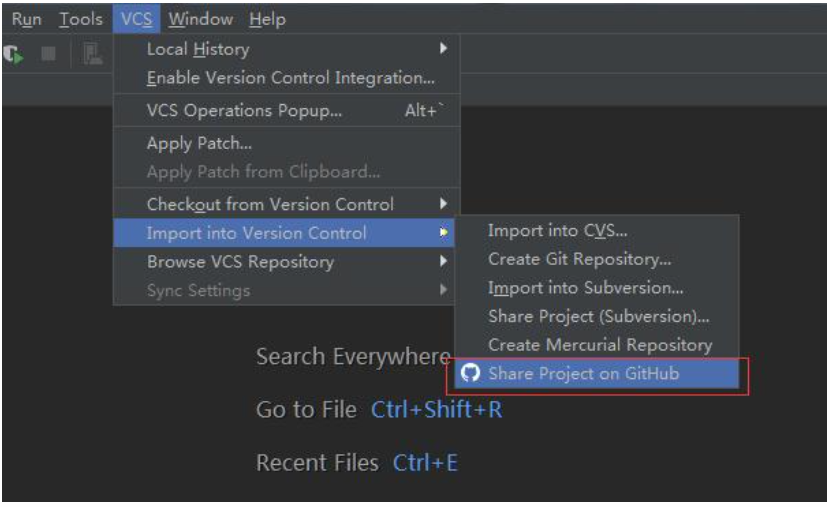 Run Tools VCS Window Help
Local History
Enable Version Control Integration...
VCS Operations Popup... Alt+`
Apply Patch...
Apply Patch from Clipboard...
Checkout from Version Control
Import into Version Control
Browse VCS Repository
Sync Settings
Import into CVS...
Create Git Repository...
Import into Subversion...
Share Project (Subversion)...
Create Mercurial Repository
Share Project on GitHub
Search Everywhere
Go to File Ctrl+Shift+R
Recent Files Ctrl+E